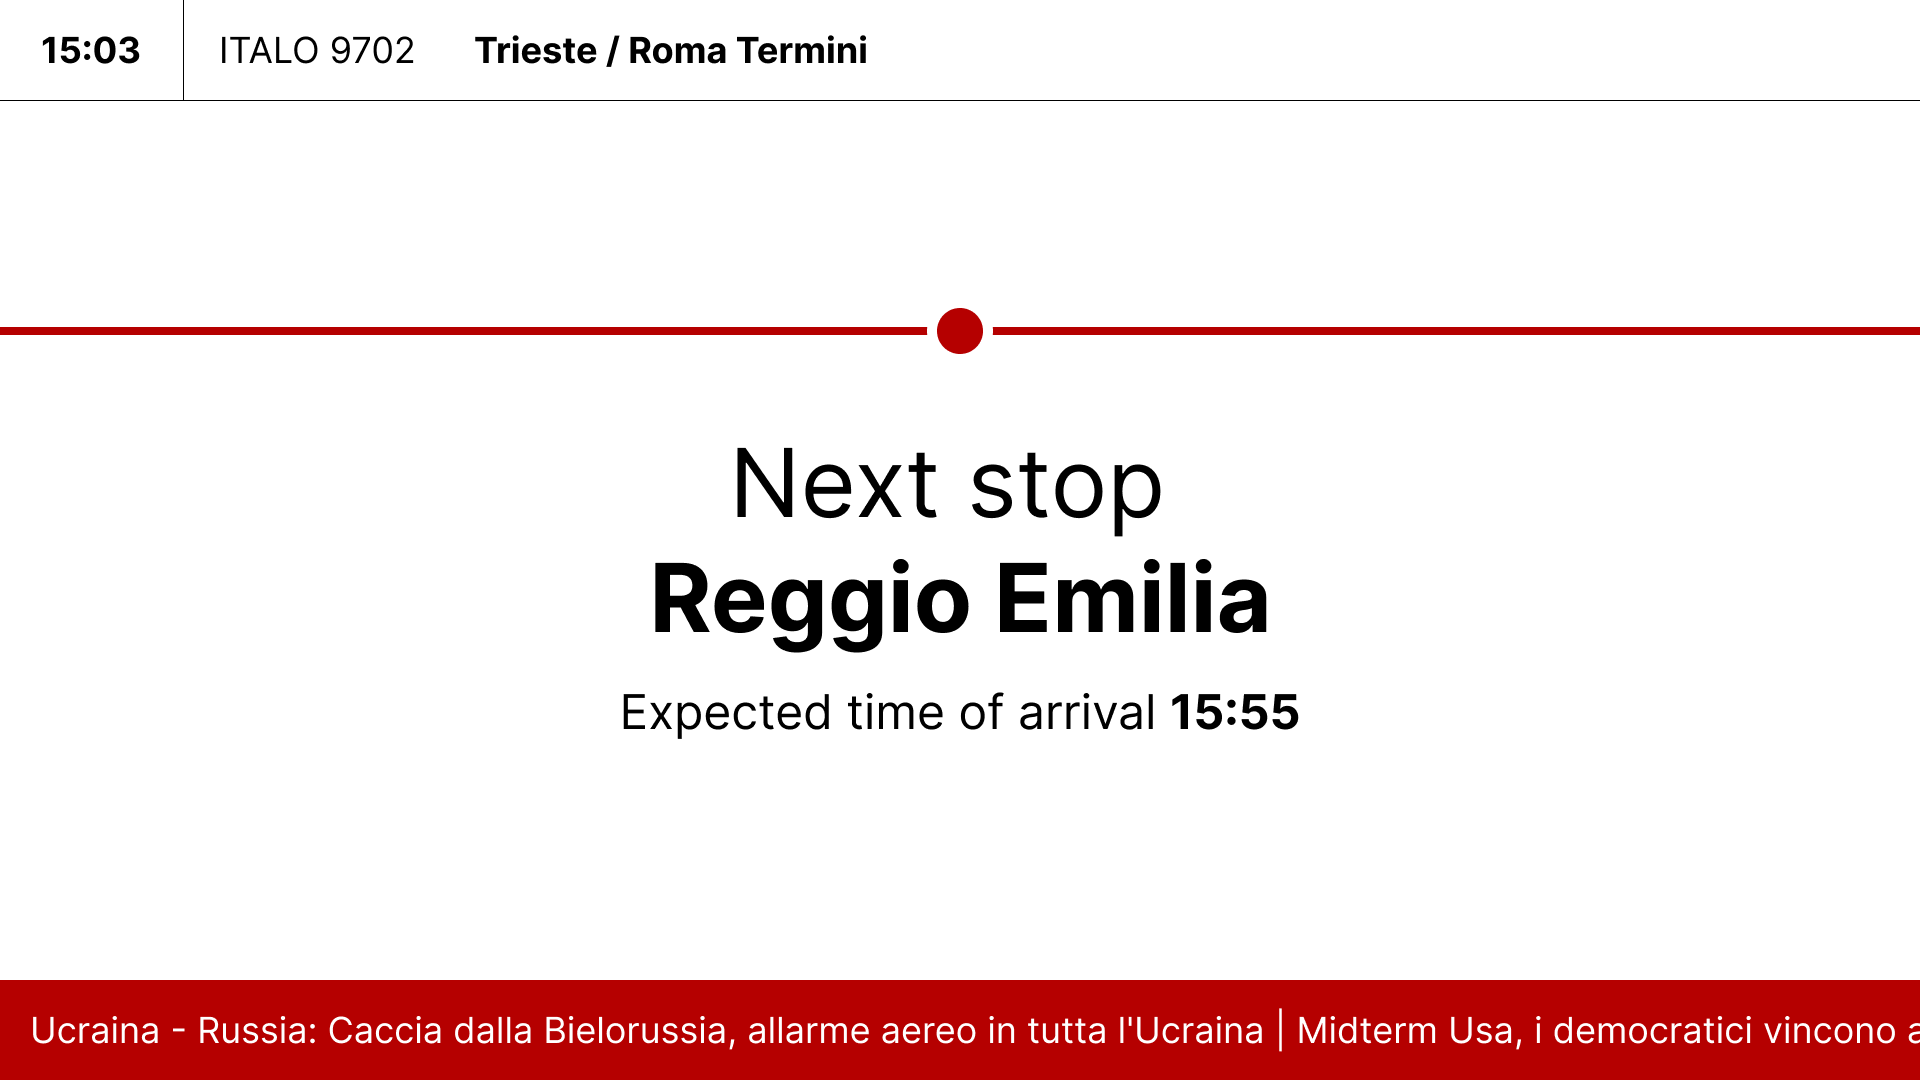 15:03 ITALO 9702 Trieste / Roma Termini
Next stop
Reggio Emilia
Expected time of arrival 15:55
Ucraina - Russia: Caccia dalla Bielorussia, allarme aereo in tutta l'Ucraina | Midterm Usa, i democratici vincono